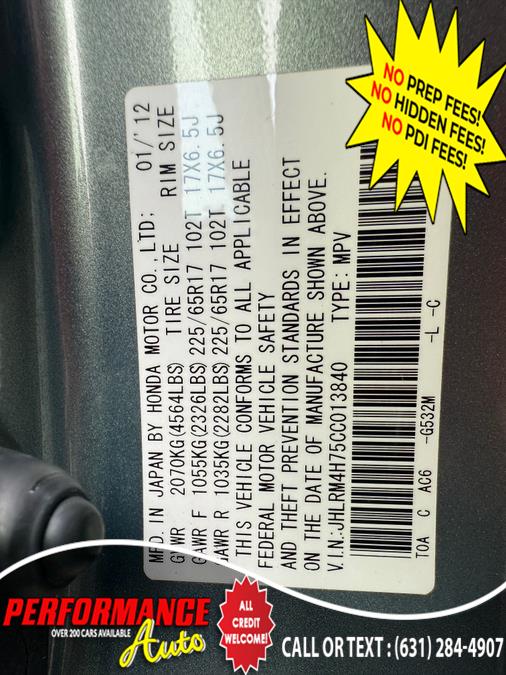 MFD. IN JAPAN BY HONDA MOTOR CO., LTD: 01/'12
GVWR 2070KG(4564LBS) TIRE SIZE RIM SIZE
GAWR F 1055KG(2326LBS) 225/65R17 102T 17X6.5J
GAWR R 1035KG(2282LBS) 225/65R17 102T 17X6.5J
THIS VEHICLE CONFORMS TO ALL APPLICABLE
FEDERAL MOTOR VEHICLE SAFETY
AND THEFT PREVENTION STANDARDS IN EFFECT
ON THE DATE OF MANUFACTURE SHOWN ABOVE.
V.I.N.:JHLRM4H75CC013840 TYPE: MPV
TOA C AC6 -G532M -L -C
NO PREP FEES!
NO HIDDEN FEES!
NO PDI FEES!
PERFORMANCE
OVER 200 CARS AVAILABLE
Auto
ALL
CREDIT
WELCOME!
CALL OR TEXT : (631) 284-4907